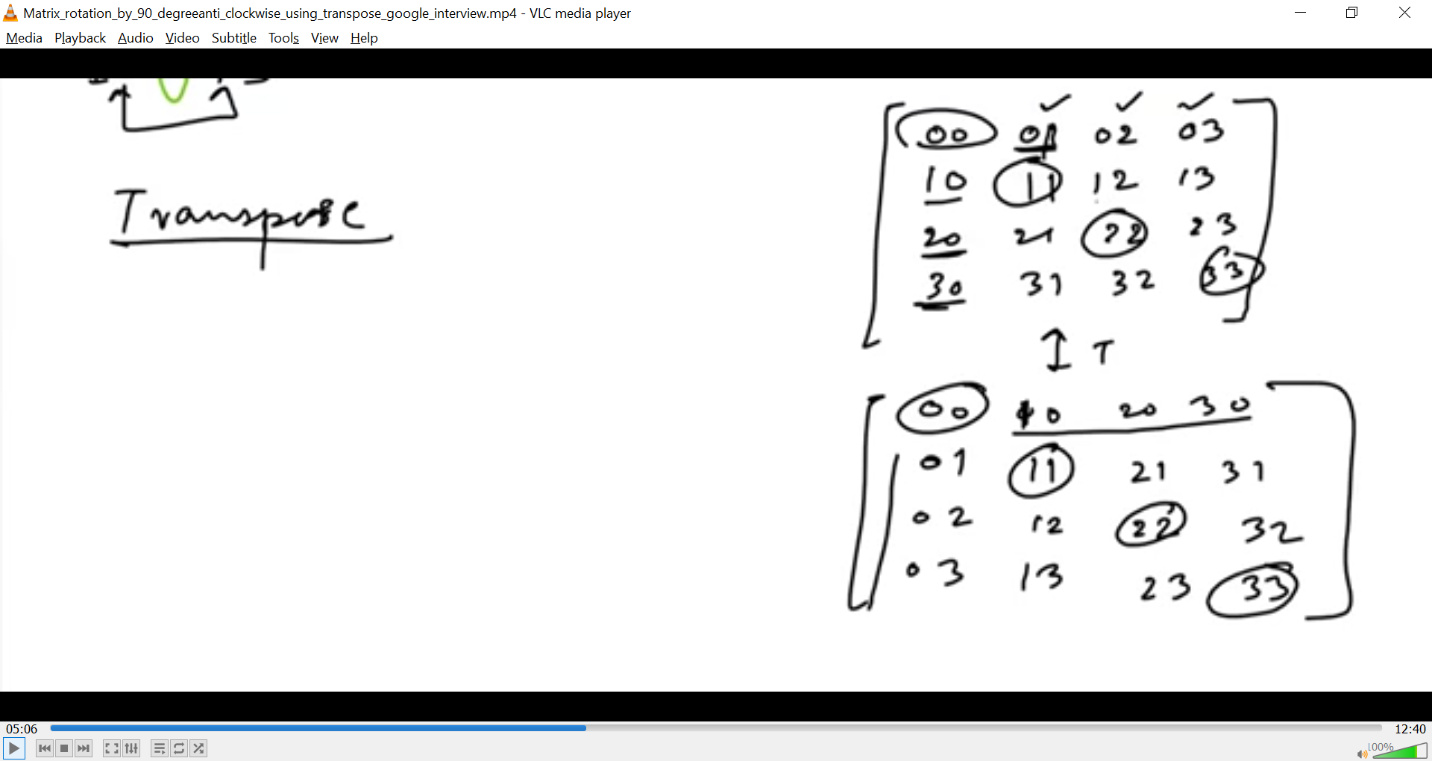 Matrix_rotation_by_90_degreeanti_clockwise_using_transpose_google_interview.mp4 - VLC media player
Media Playback Audio Video Subtitle Tools View Help
Transpose
00 01 02 03
10 11 12 13
20 21 22 23
30 31 32 33
T
00 10 20 30
01 11 21 31
02 12 22 32
03 13 23 33
05:06 12:40
100%